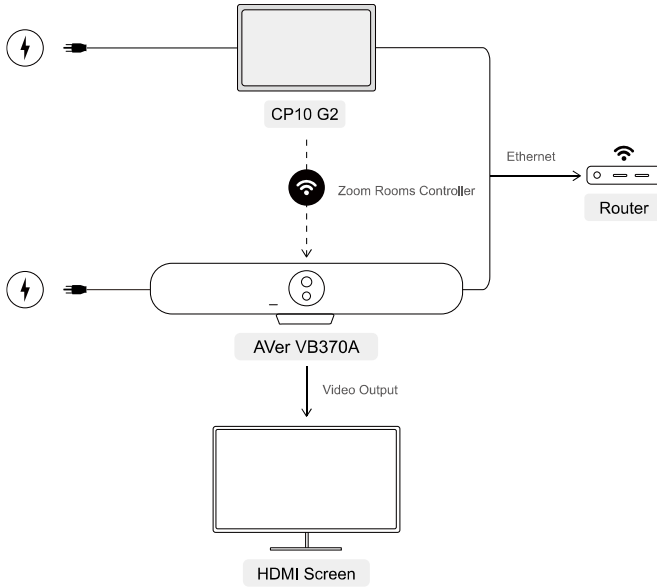 CP10 G2
Ethernet
Zoom Rooms Controller
Router
AVer VB370A
Video Output
HDMI Screen